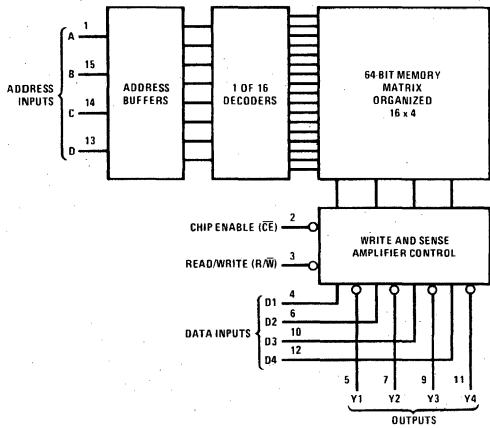 ADDRESS
INPUTS
A 1
B 15
C 14
D 13
ADDRESS
BUFFERS
1 OF 16
DECODERS
64-BIT MEMORY
MATRIX
ORGANIZED
16 x 4
CHIP ENABLE (C̅E̅) 2
READ/WRITE (R/W̅) 3
WRITE AND SENSE
AMPLIFIER CONTROL
DATA INPUTS
D1 4
D2 6
D3 10
D4 12
5 7 9 11
Y1 Y2 Y3 Y4
OUTPUTS